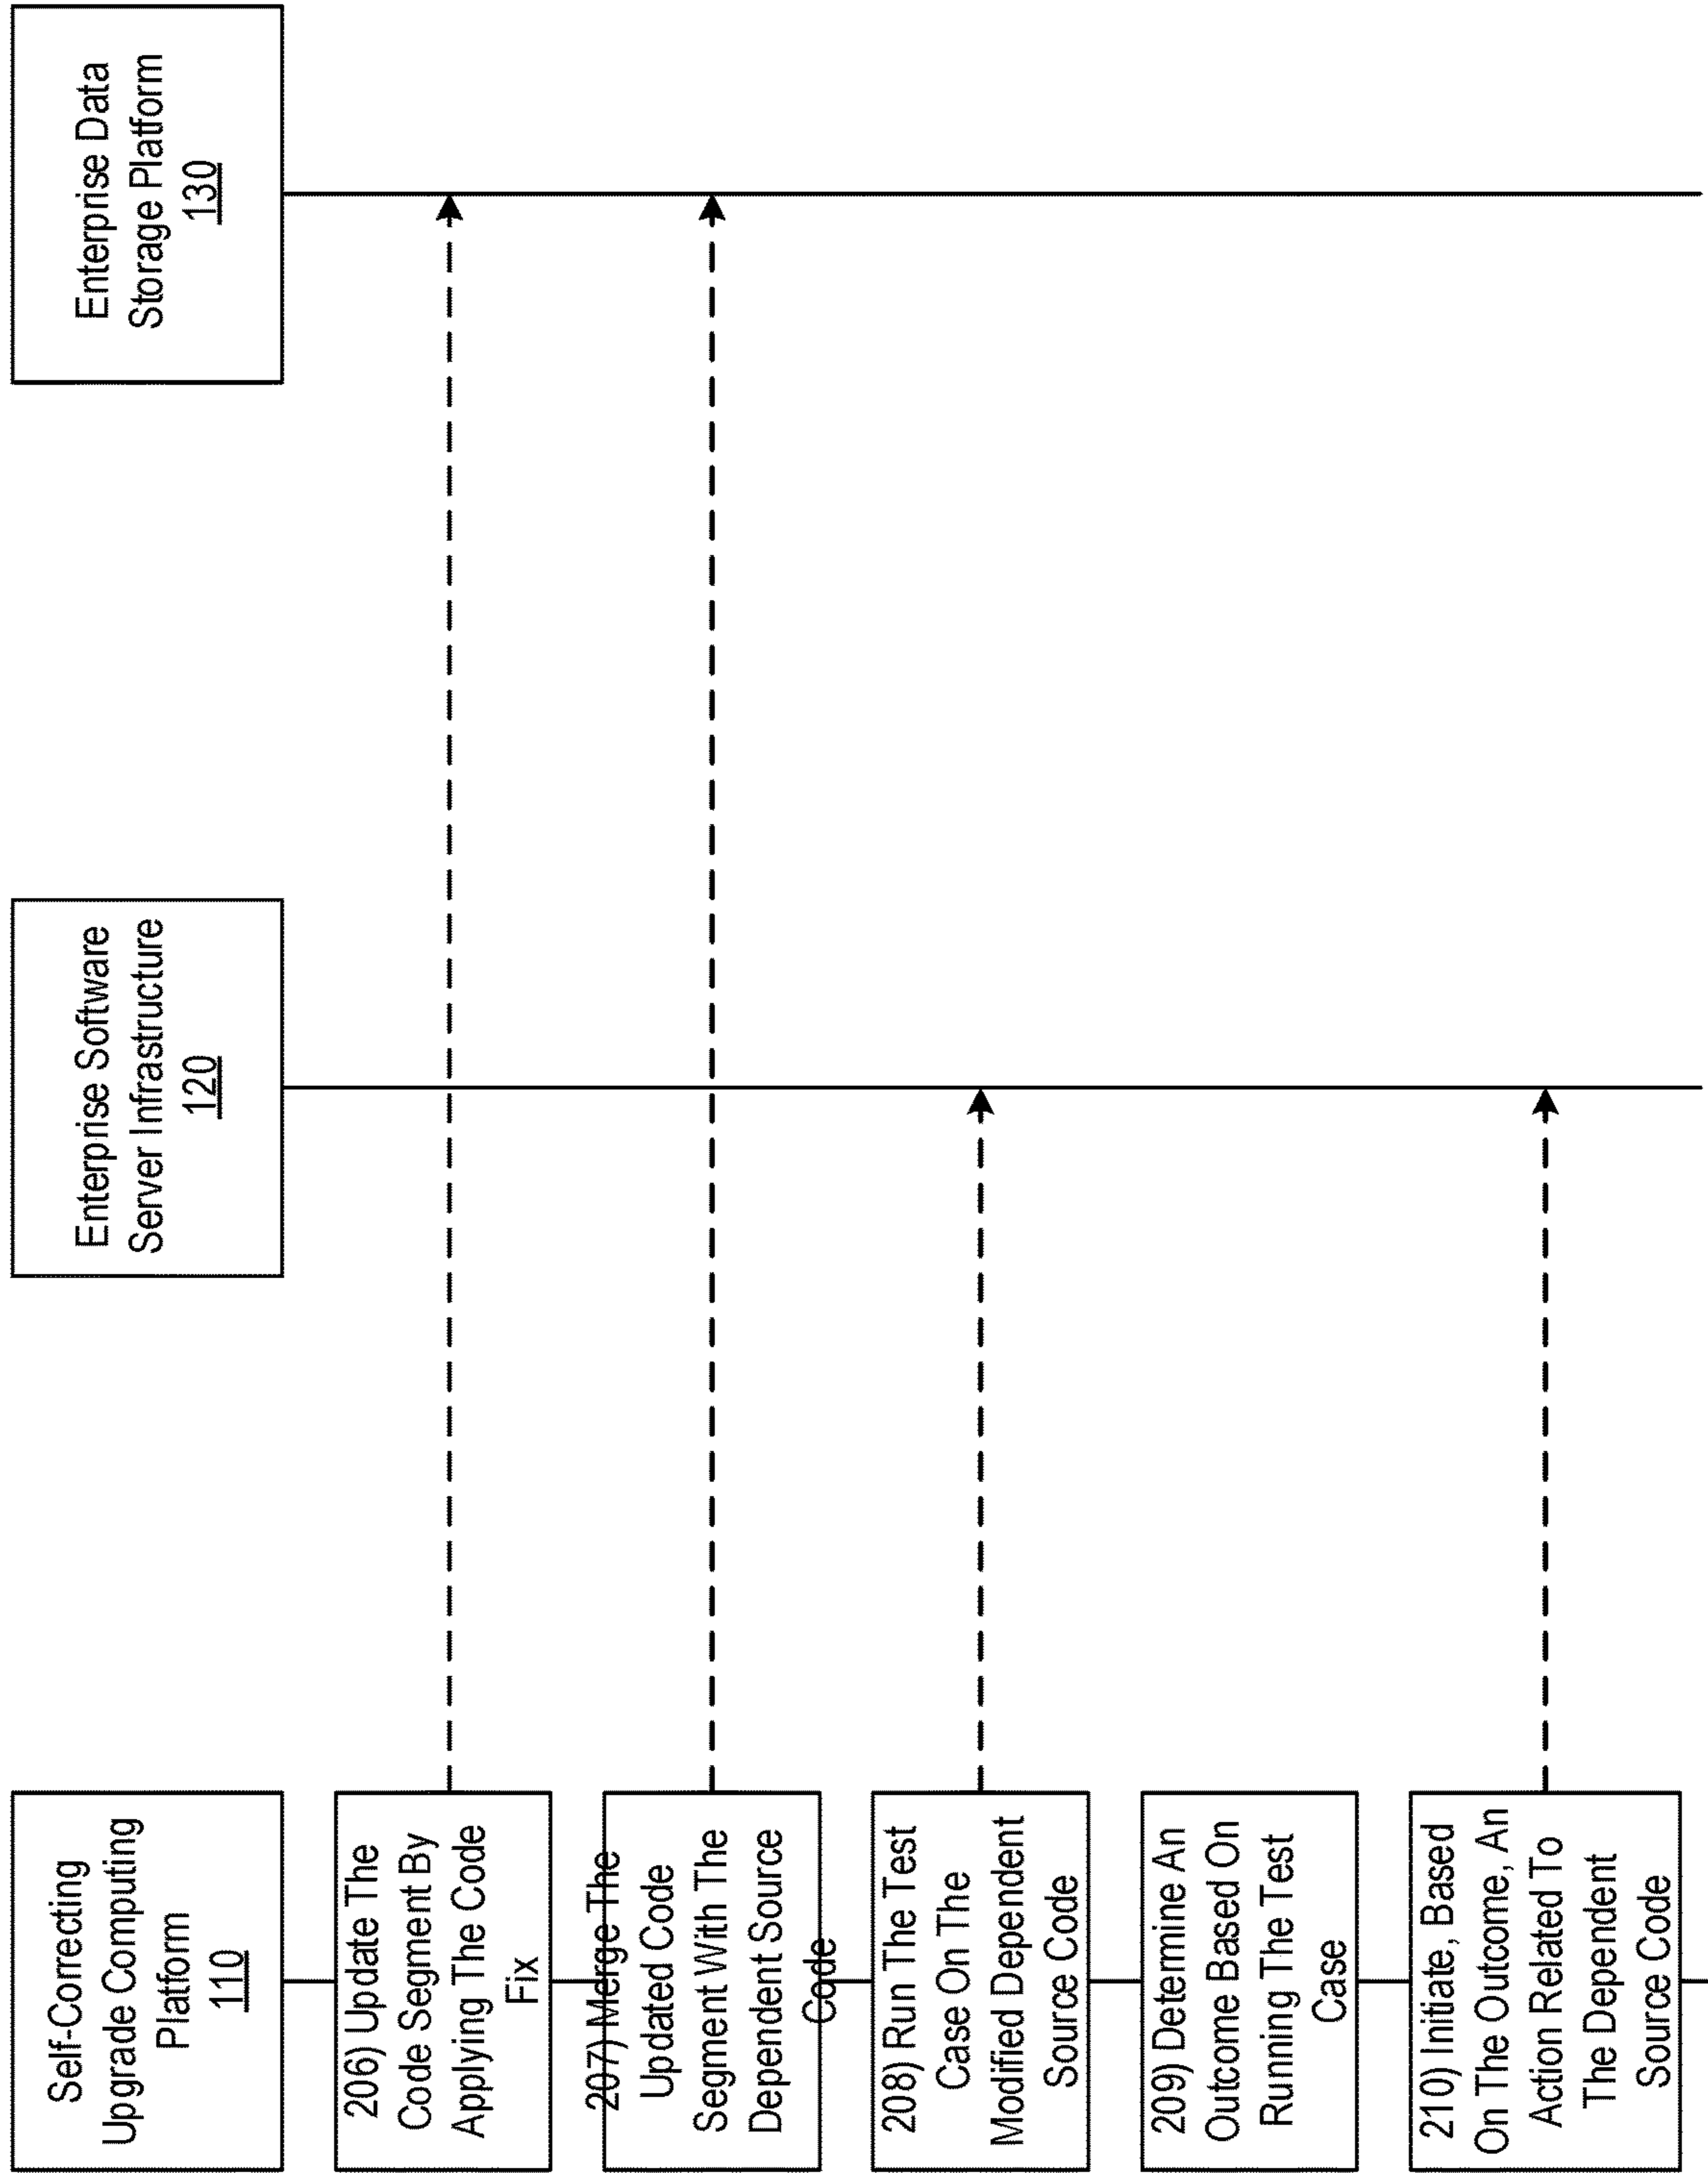 Self-Correcting
Upgrade Computing
Platform
110
Enterprise Software
Server Infrastructure
120
Enterprise Data
Storage Platform
130
206) Update The
Code Segment By
Applying The Code
Fix
207) Merge The
Updated Code
Segment With The
Dependent Source
Code
208) Run The Test
Case On The
Modified Dependent
Source Code
209) Determine An
Outcome Based On
Running The Test
Case
210) Initiate, Based
On The Outcome, An
Action Related To
The Dependent
Source Code